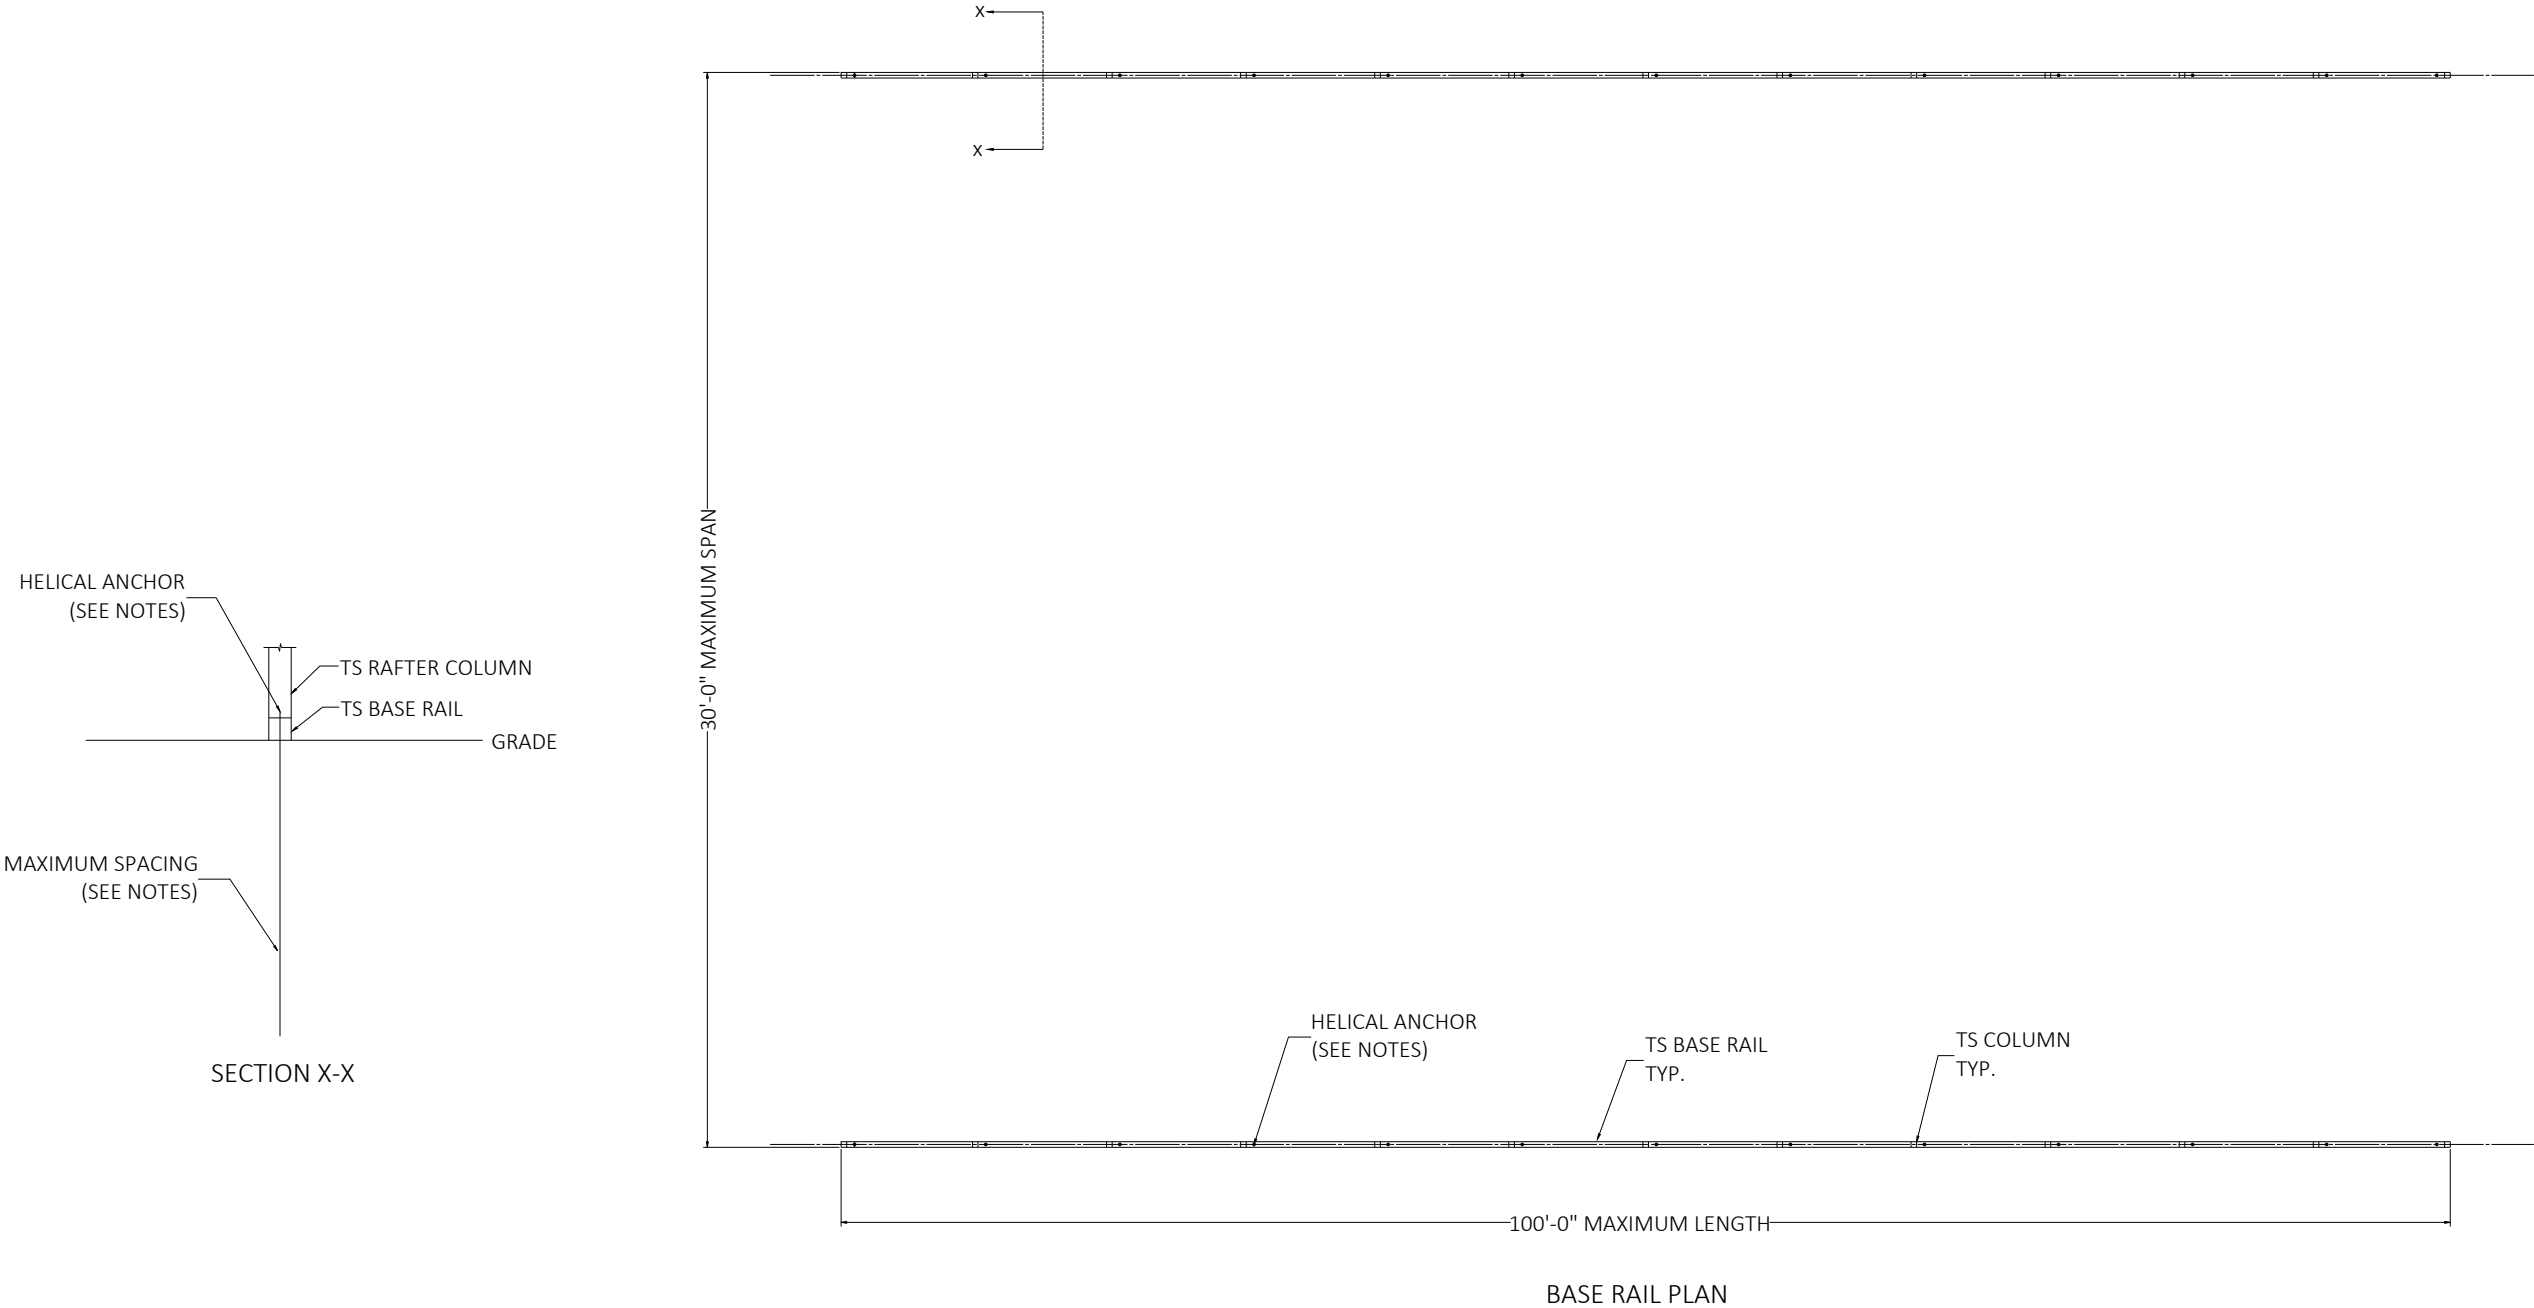 X
X
30'-0" MAXIMUM SPAN
HELICAL ANCHOR
(SEE NOTES)
TS RAFTER COLUMN
TS BASE RAIL
GRADE
MAXIMUM SPACING
(SEE NOTES)
SECTION X-X
HELICAL ANCHOR
(SEE NOTES)
TS BASE RAIL
TYP.
TS COLUMN
TYP.
100'-0" MAXIMUM LENGTH
BASE RAIL PLAN